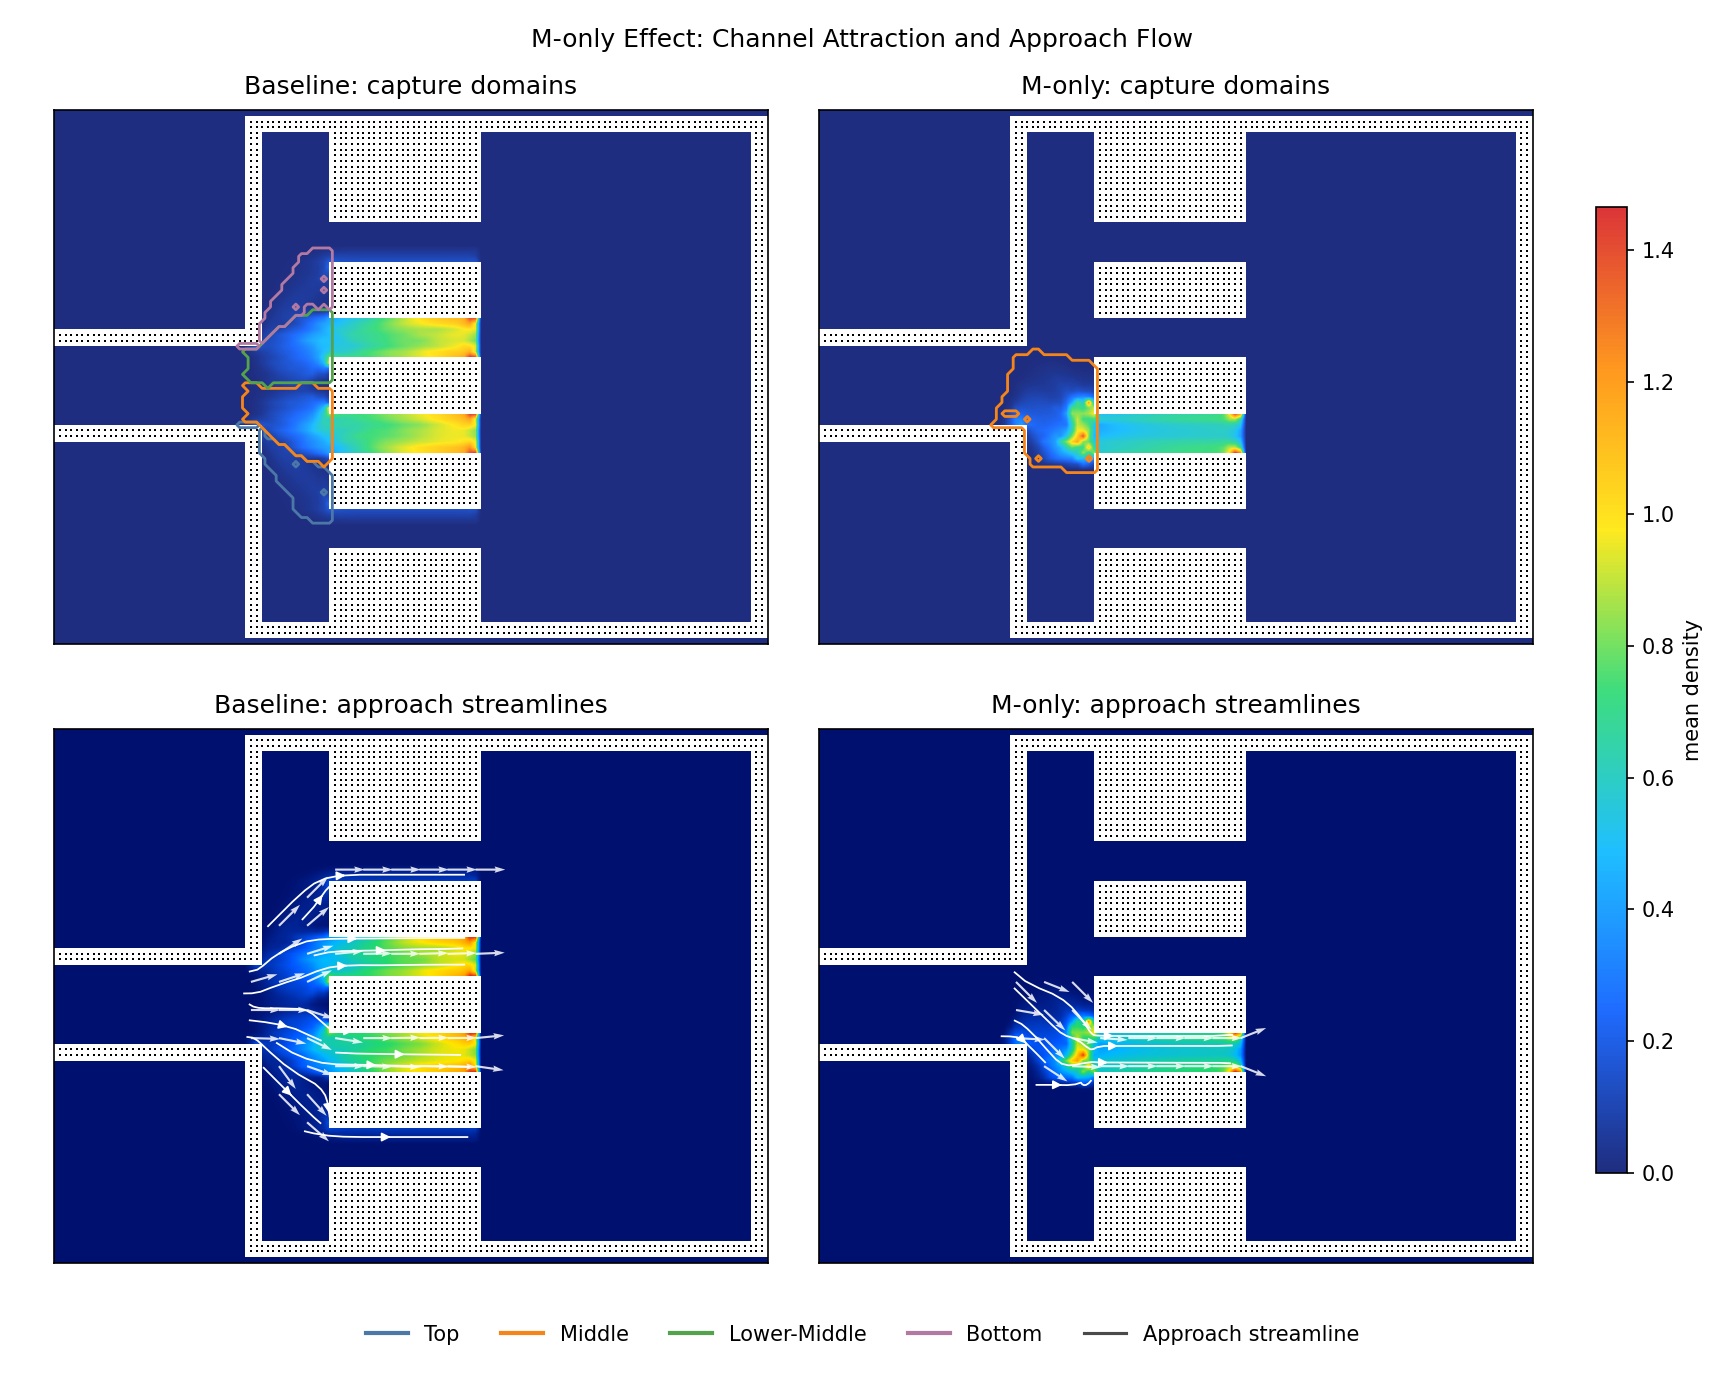 M-only Effect: Channel Attraction and Approach Flow
Baseline: capture domains
M-only: capture domains
Baseline: approach streamlines
M-only: approach streamlines
1.4
1.2
1.0
0.8
0.6
0.4
0.2
0.0
mean density
Top
Middle
Lower-Middle
Bottom
Approach streamline